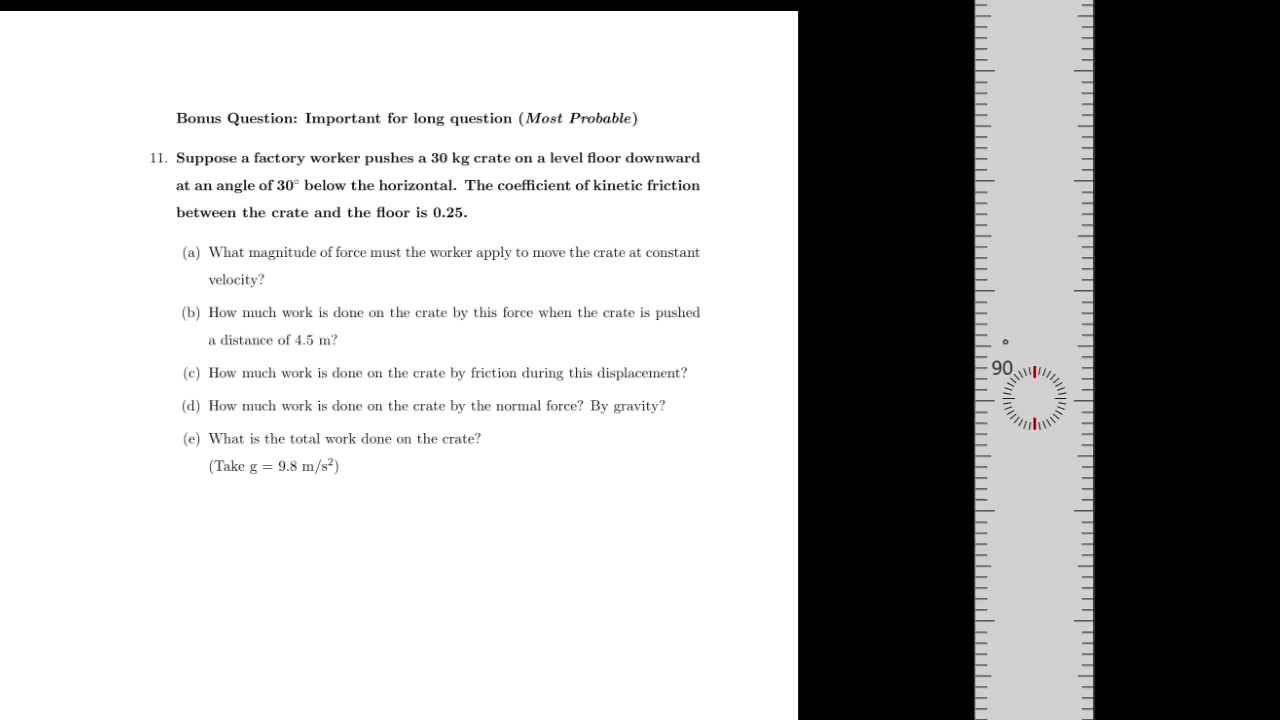 Bonus Question: Important for long question (Most Probable)
11. Suppose a factory worker pushes a 30 kg crate on a level floor downward
at an angle of 30° below the horizontal. The coefficient of kinetic friction
between the crate and the floor is 0.25.
(a) What magnitude of force must the worker apply to move the crate at constant
velocity?
(b) How much work is done on the crate by this force when the crate is pushed
a distance of 4.5 m?
(c) How much work is done on the crate by friction during this displacement?
(d) How much work is done on the crate by the normal force? By gravity?
(e) What is the total work done on the crate?
(Take g = 9.8 m/s²)
90°